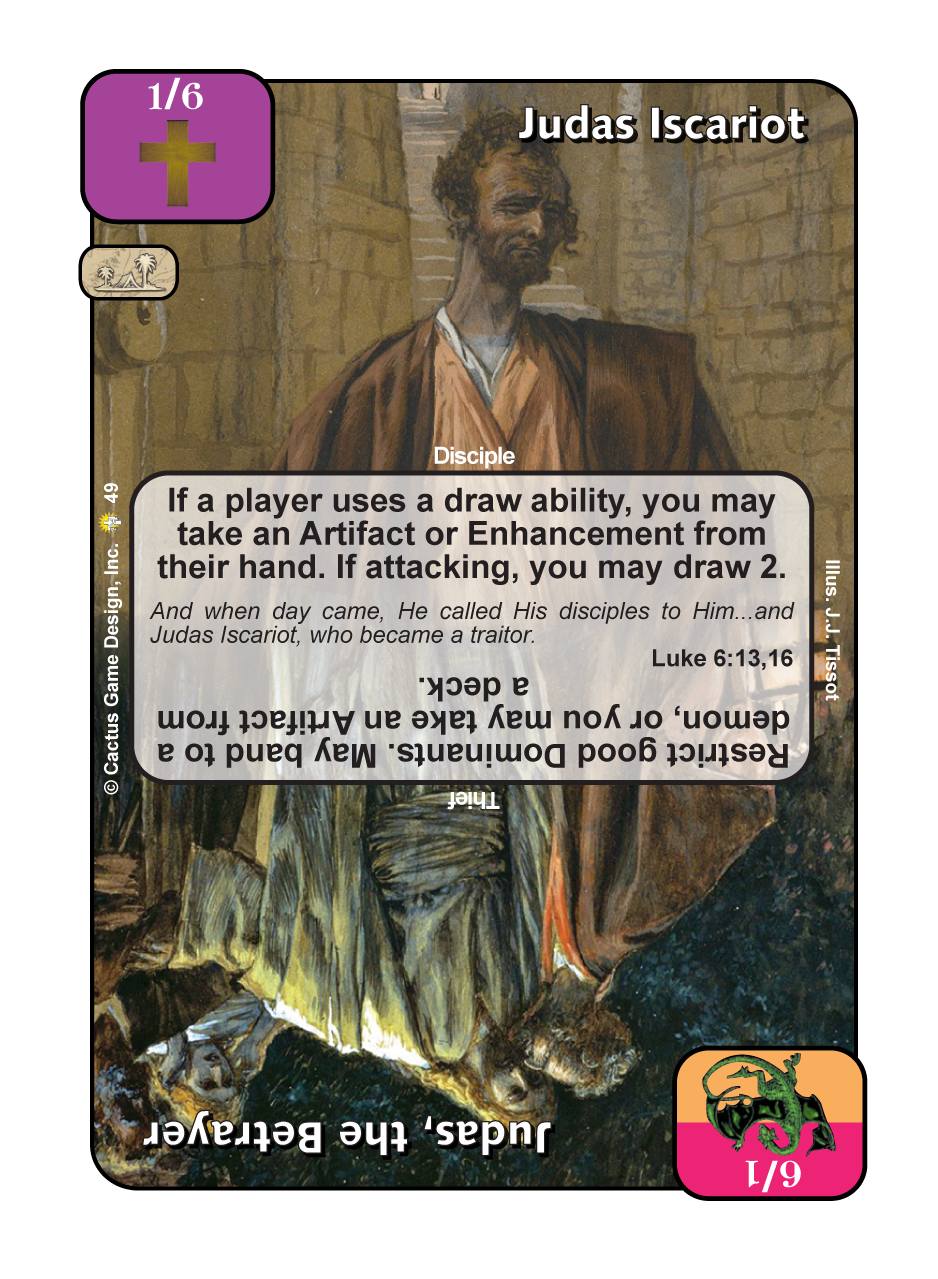 1/6
Judas Iscariot
Disciple
If a player uses a draw ability, you may
take an Artifact or Enhancement from
their hand. If attacking, you may draw 2.
And when day came, He called His disciples to Him...and
Judas Iscariot, who became a traitor.
Luke 6:13,16
Restrict good Dominants. May band to a
demon, or you may take an Artifact from
a deck.
Thief
Judas, the Betrayer
6/1
© Cactus Game Design, Inc. 49
Illus. J.J. Tissot